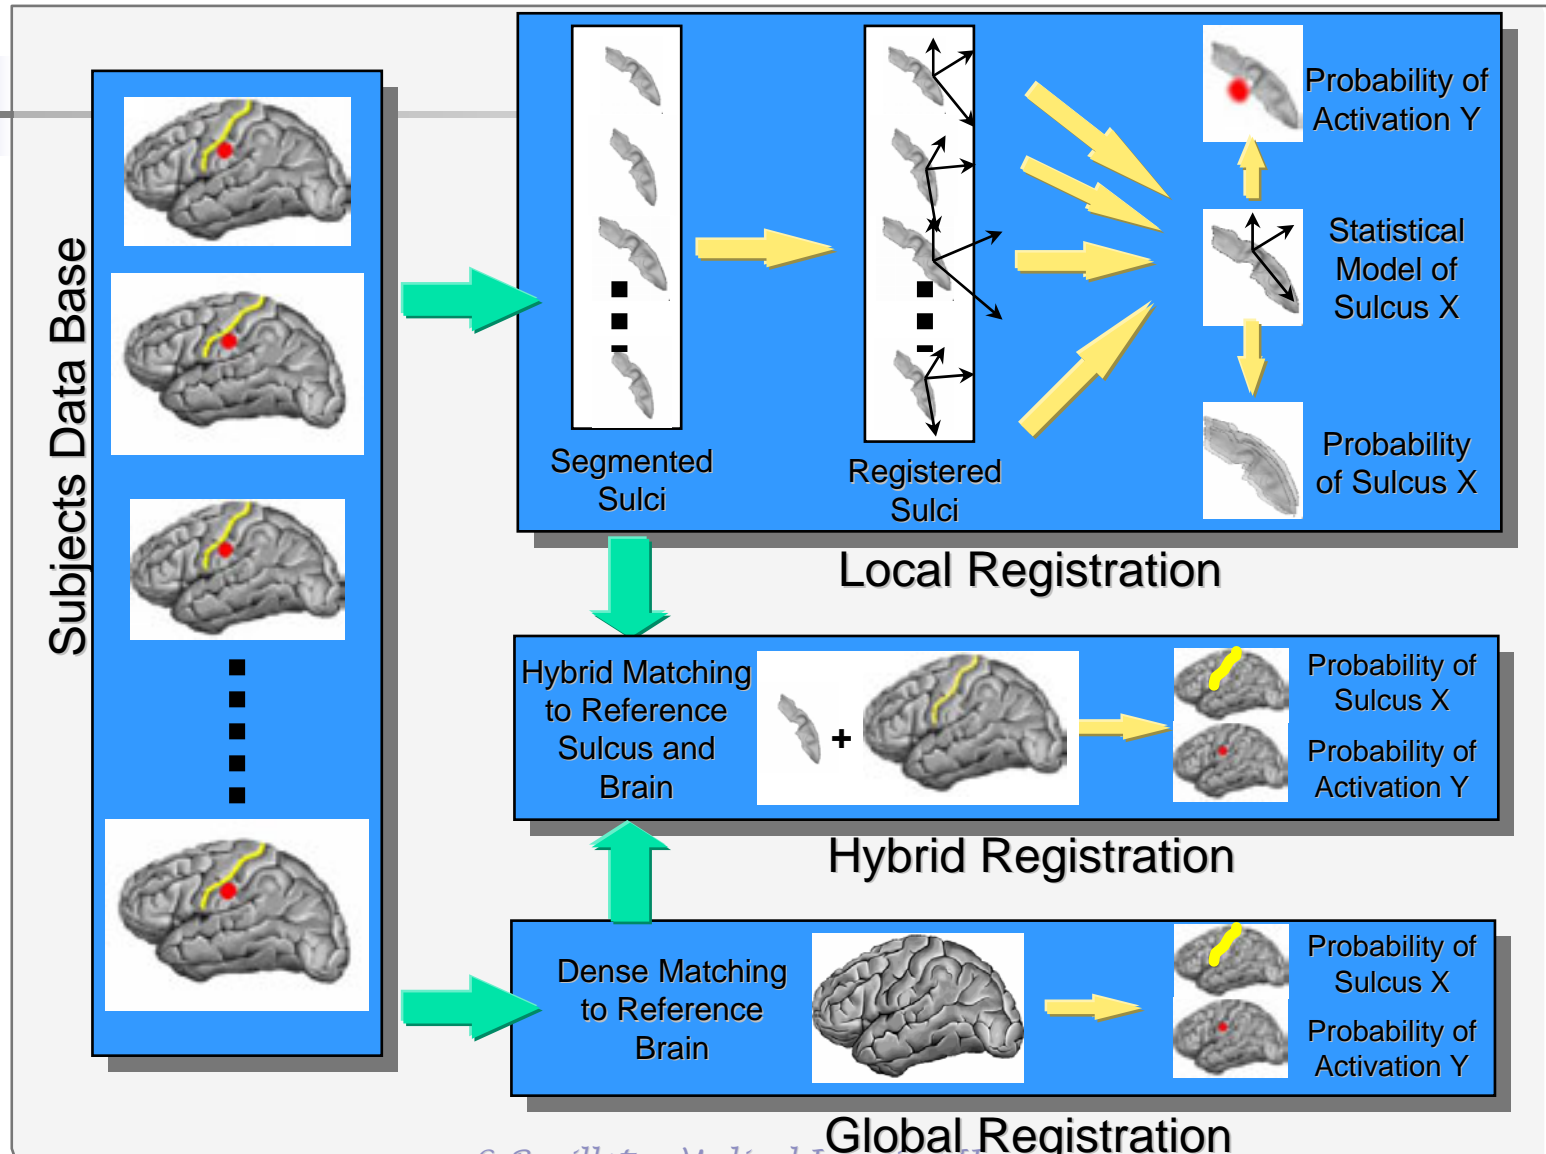 Subjects Data Base
Segmented
Sulci
Registered
Sulci
Probability of
Activation Y
Statistical
Model of
Sulcus X
Probability
of Sulcus X
Local Registration
Hybrid Matching
to Reference
Sulcus and
Brain
+
Probability of
Sulcus X
Probability of
Activation Y
Hybrid Registration
Dense Matching
to Reference
Brain
Probability of
Sulcus X
Probability of
Activation Y
Global Registration